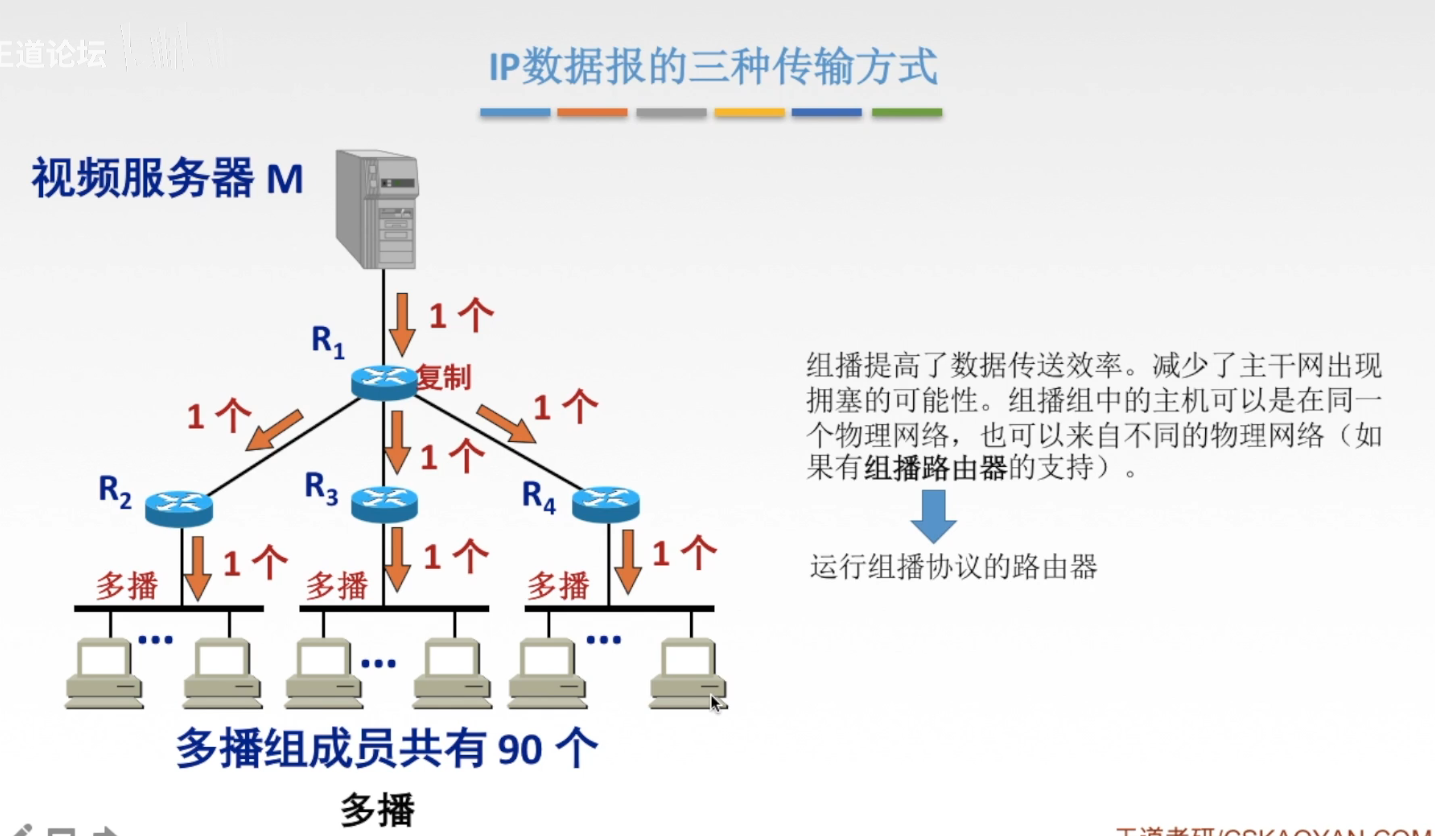 王道论坛
IP数据报的三种传输方式
视频服务器 M
1 个
R1
复制
1 个
1 个
1 个
R2
R3
R4
1 个
1 个
1 个
多播
多播
多播
...
...
...
多播组成员共有 90 个
多播
组播提高了数据传送效率。减少了主干网出现
拥塞的可能性。组播组中的主机可以是在同一
个物理网络，也可以来自不同的物理网络（如
果有组播路由器的支持）。
运行组播协议的路由器
王道考研/CSKAOYAN.COM